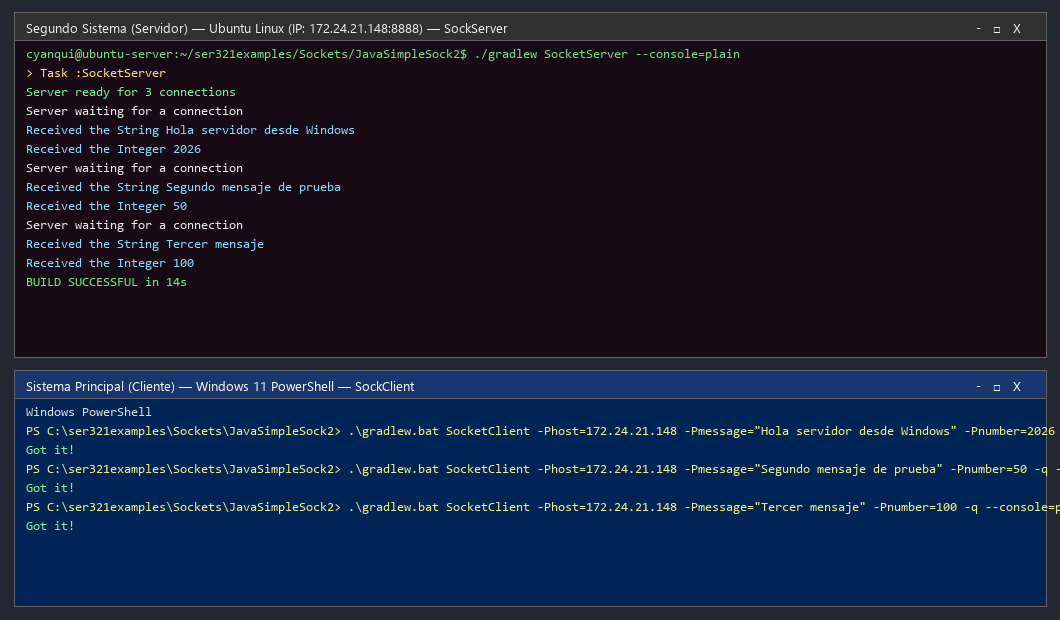 Segundo Sistema (Servidor) — Ubuntu Linux (IP: 172.24.21.148:8888) — SockServer - □ X
cyanqui@ubuntu-server:~/ser321examples/Sockets/JavaSimpleSock2$ ./gradlew SocketServer --console=plain
> Task :SocketServer
Server ready for 3 connections
Server waiting for a connection
Received the String Hola servidor desde Windows
Received the Integer 2026
Server waiting for a connection
Received the String Segundo mensaje de prueba
Received the Integer 50
Server waiting for a connection
Received the String Tercer mensaje
Received the Integer 100
BUILD SUCCESSFUL in 14s
Sistema Principal (Cliente) — Windows 11 PowerShell — SockClient - □ X
Windows PowerShell
PS C:\ser321examples\Sockets\JavaSimpleSock2> .\gradlew.bat SocketClient -Phost=172.24.21.148 -Pmessage="Hola servidor desde Windows" -Pnumber=2026
Got it!
PS C:\ser321examples\Sockets\JavaSimpleSock2> .\gradlew.bat SocketClient -Phost=172.24.21.148 -Pmessage="Segundo mensaje de prueba" -Pnumber=50 -q -
Got it!
PS C:\ser321examples\Sockets\JavaSimpleSock2> .\gradlew.bat SocketClient -Phost=172.24.21.148 -Pmessage="Tercer mensaje" -Pnumber=100 -q --console=p
Got it!